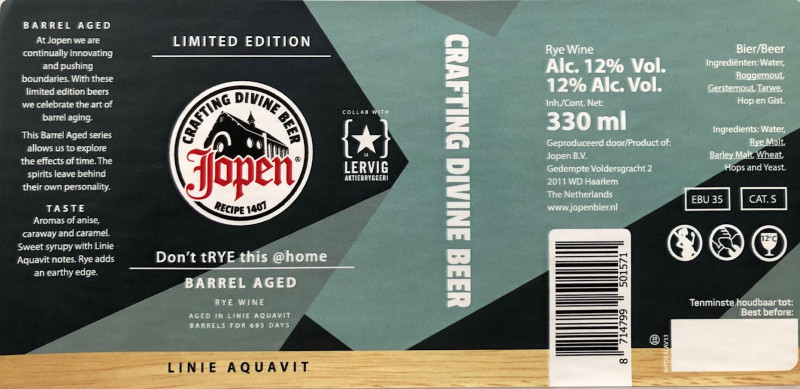 BARREL AGED
At Jopen we are
continually innovating
and pushing
boundaries. With these
limited edition beers
we celebrate the art of
barrel aging.
This Barrel Aged series
allows us to explore
the effects of time. The
spirits leave behind
their own personality.
TASTE
Aromas of anise,
caraway and caramel.
Sweet syrupy with Linie
Aquavit notes. Rye adds
an earthy edge.
LIMITED EDITION
CRAFTING DIVINE BEER
Jopen®
RECIPE 1407
COLLAB WITH
LERVIG
AKTIEBRYGGERI
Don't tRYE this @home
BARREL AGED
RYE WINE
AGED IN LINIE AQUAVIT
BARRELS FOR 695 DAYS
LINIE AQUAVIT
CRAFTING DIVINE BEER
Rye Wine
Alc. 12% Vol.
12% Alc. Vol.
Inh./Cont. Net:
330 ml
Geproduceerd door/Product of:
Jopen B.V.
Gedempte Voldersgracht 2
2011 WD Haarlem
The Netherlands
www.jopenbier.nl
8 714799 501571
Bier/Beer
Ingrediënten: Water,
Roggemout,
Gerstemout, Tarwe,
Hop en Gist.
Ingredients: Water,
Rye Malt,
Barley Malt, Wheat,
Hops and Yeast.
EBU 35
CAT. S
12°C
Tenminste houdbaar tot:
Best before: